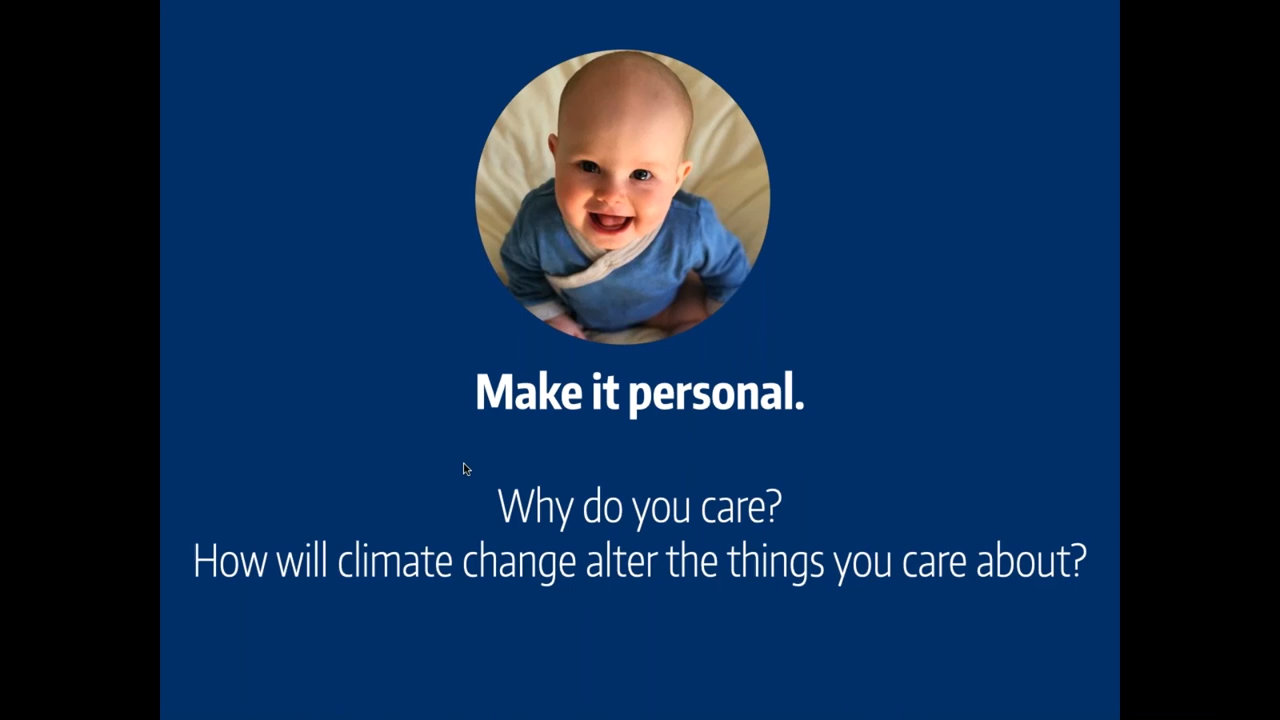 Make it personal.
Why do you care?
How will climate change alter the things you care about?